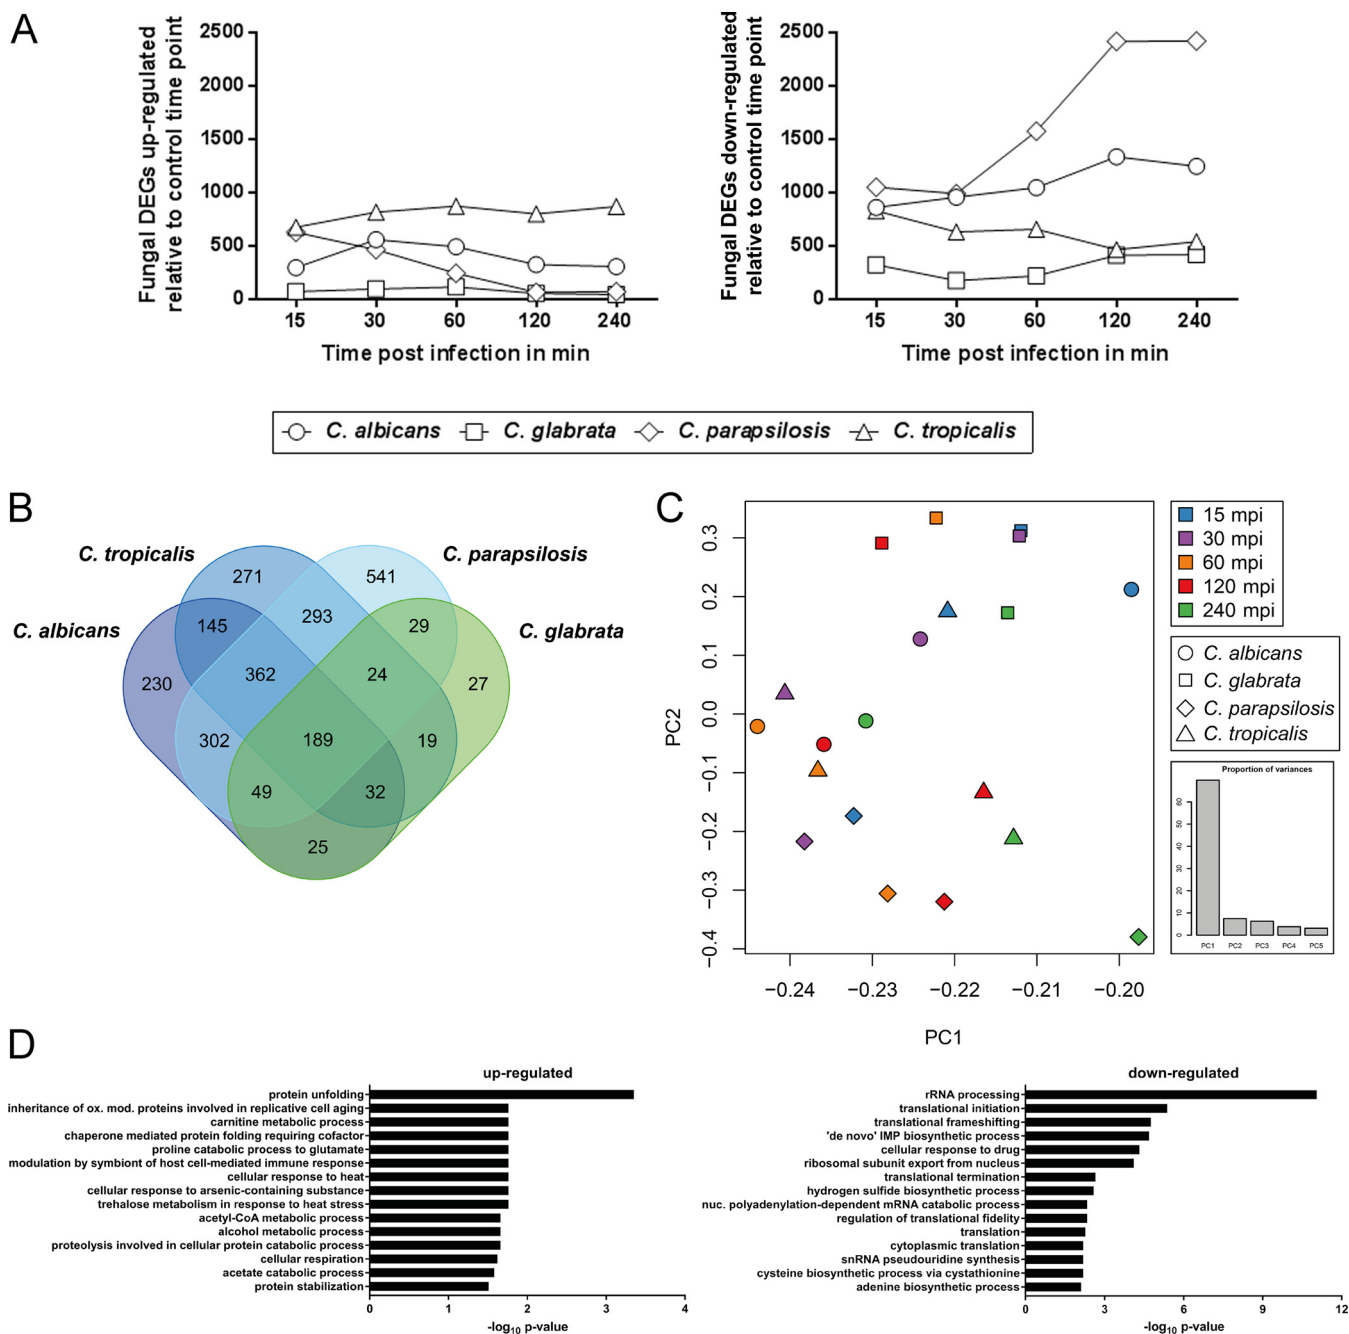 A
Fungal DEGs up-regulated
relative to control time point
2500
2000
1500
1000
500
0
15 30 60 120 240
Time post infection in min
Fungal DEGs down-regulated
relative to control time point
2500
2000
1500
1000
500
0
15 30 60 120 240
Time post infection in min
C. albicans C. glabrata C. parapsilosis C. tropicalis
B
C. tropicalis
C. parapsilosis
C. albicans
C. glabrata
271
541
145
293
29
230
362
24
27
302
189
19
49
32
25
C
PC2
0.3
0.2
0.1
0.0
−0.1
−0.2
−0.3
−0.4
−0.24 −0.23 −0.22 −0.21 −0.20
PC1
15 mpi
30 mpi
60 mpi
120 mpi
240 mpi
C. albicans
C. glabrata
C. parapsilosis
C. tropicalis
Proportion of variances
60
50
40
30
20
10
0
PC1 PC2 PC3 PC4 PC5
D
up-regulated
protein unfolding
inheritance of ox. mod. proteins involved in replicative cell aging
carnitine metabolic process
chaperone mediated protein folding requiring cofactor
proline catabolic process to glutamate
modulation by symbiont of host cell-mediated immune response
cellular response to heat
cellular response to arsenic-containing substance
trehalose metabolism in response to heat stress
acetyl-CoA metabolic process
alcohol metabolic process
proteolysis involved in cellular protein catabolic process
cellular respiration
acetate catabolic process
protein stabilization
0 1 2 3 4
-log10 p-value
down-regulated
rRNA processing
translational initiation
translational frameshifting
'de novo' IMP biosynthetic process
cellular response to drug
ribosomal subunit export from nucleus
translational termination
hydrogen sulfide biosynthetic process
nuc. polyadenylation-dependent mRNA catabolic process
regulation of translational fidelity
translation
cytoplasmic translation
snRNA pseudouridine synthesis
cysteine biosynthetic process via cystathionine
adenine biosynthetic process
0 3 6 9 12
-log10 p-value